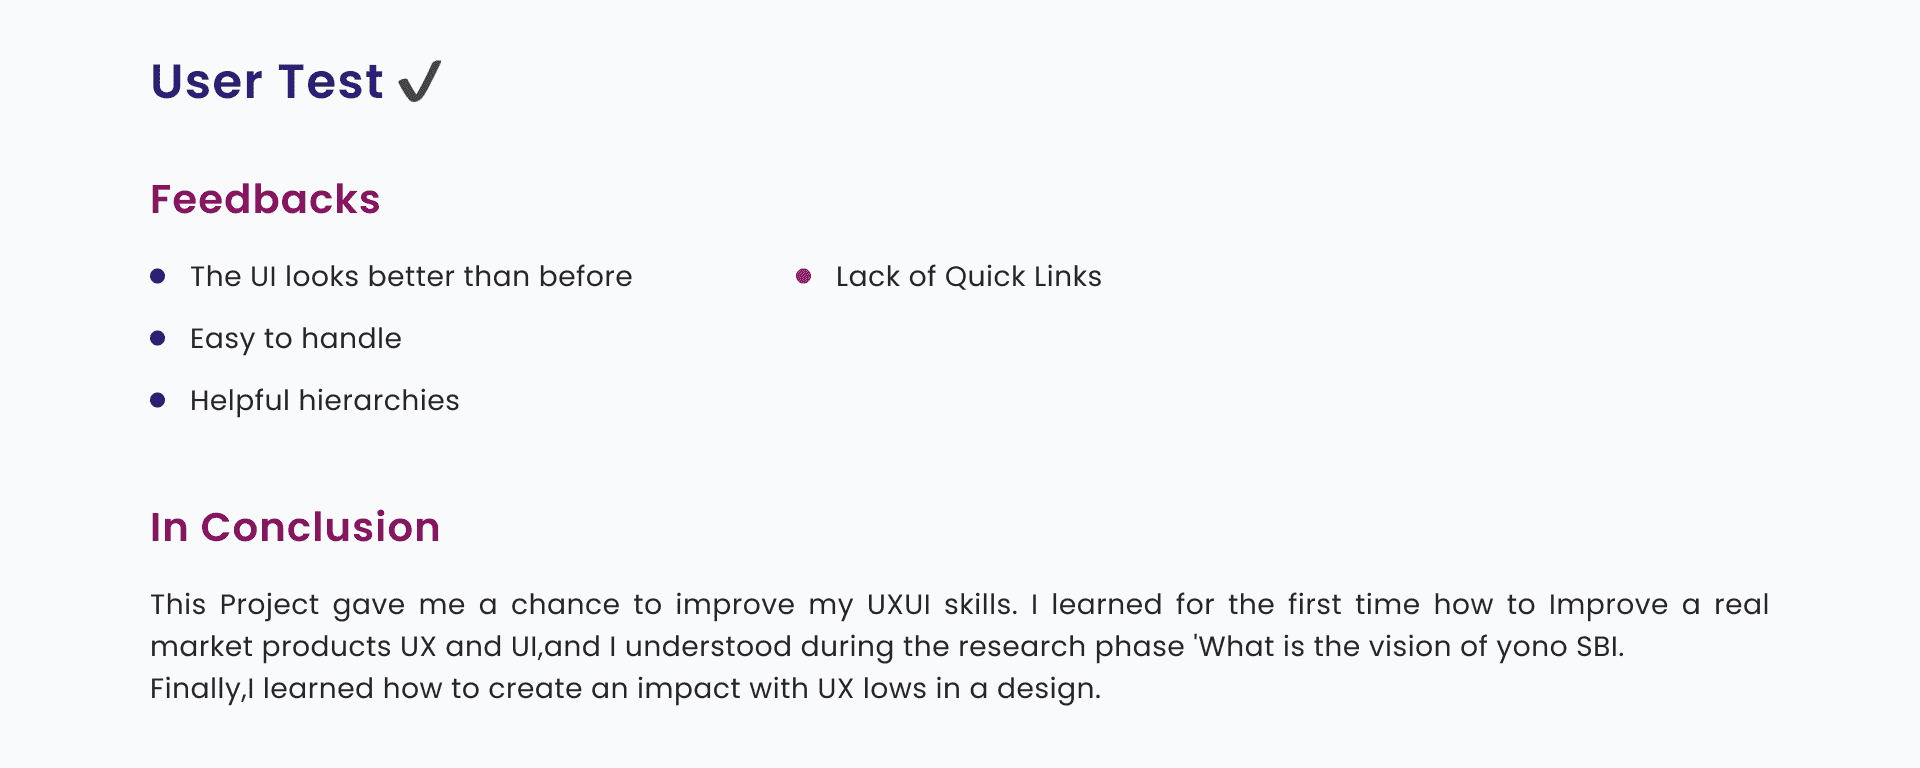 User Test ✔
Feedbacks
The UI looks better than before
Easy to handle
Helpful hierarchies
Lack of Quick Links
In Conclusion
This Project gave me a chance to improve my UXUI skills. I learned for the first time how to Improve a real
market products UX and UI,and I understood during the research phase 'What is the vision of yono SBI.
Finally,I learned how to create an impact with UX lows in a design.